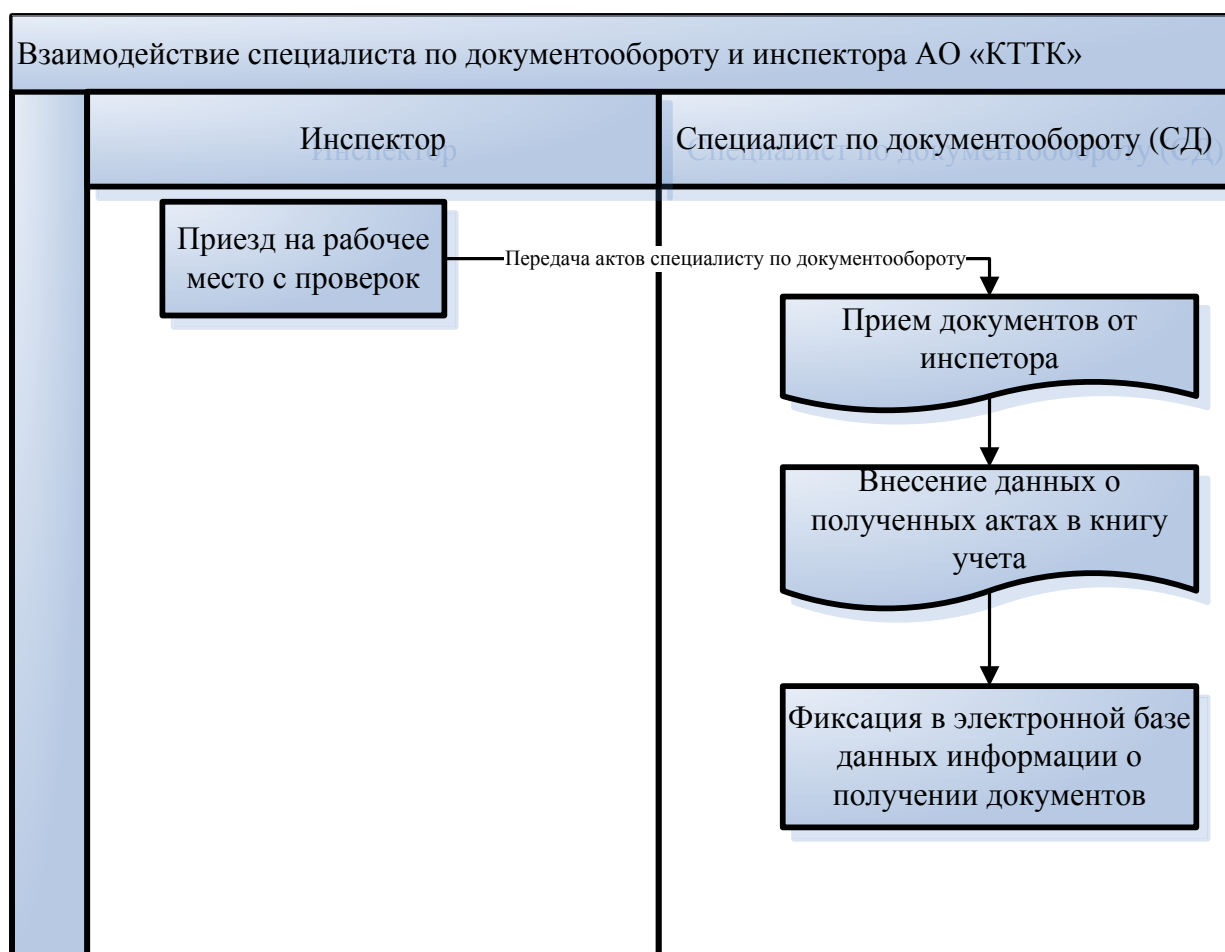 Взаимодействие специалиста по документообороту и инспектора АО «КТТК»
Инспектор
Специалист по документообороту (СД)
Приезд на рабочее
место с проверок
Передача актов специалисту по документообороту
Прием документов от
инспетора
Внесение данных о
полученных актах в книгу
учета
Фиксация в электронной базе
данных информации о
получении документов